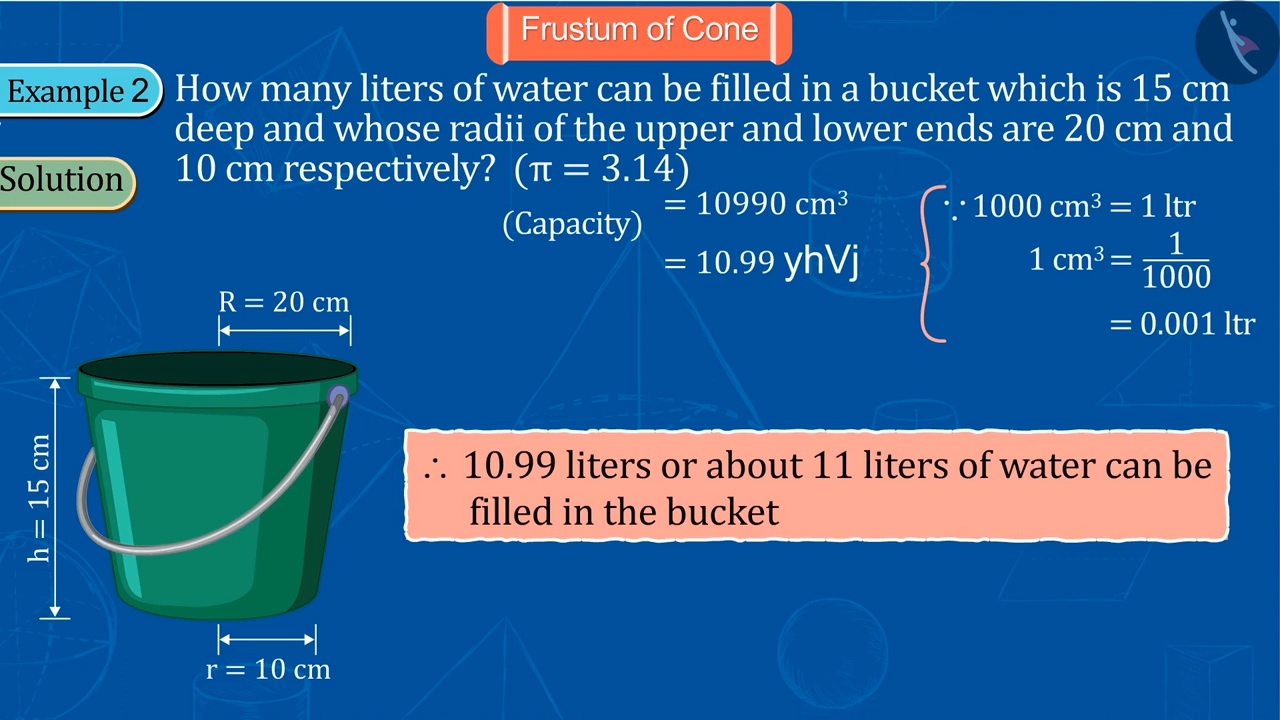 Frustum of Cone
Example 2
How many liters of water can be filled in a bucket which is 15 cm
deep and whose radii of the upper and lower ends are 20 cm and
10 cm respectively? (π = 3.14)
Solution
(Capacity)
= 10990 cm³
= 10.99 yhVj
∵ 1000 cm³ = 1 ltr
1 cm³ = 1/1000
= 0.001 ltr
R = 20 cm
h = 15 cm
r = 10 cm
∴ 10.99 liters or about 11 liters of water can be
filled in the bucket